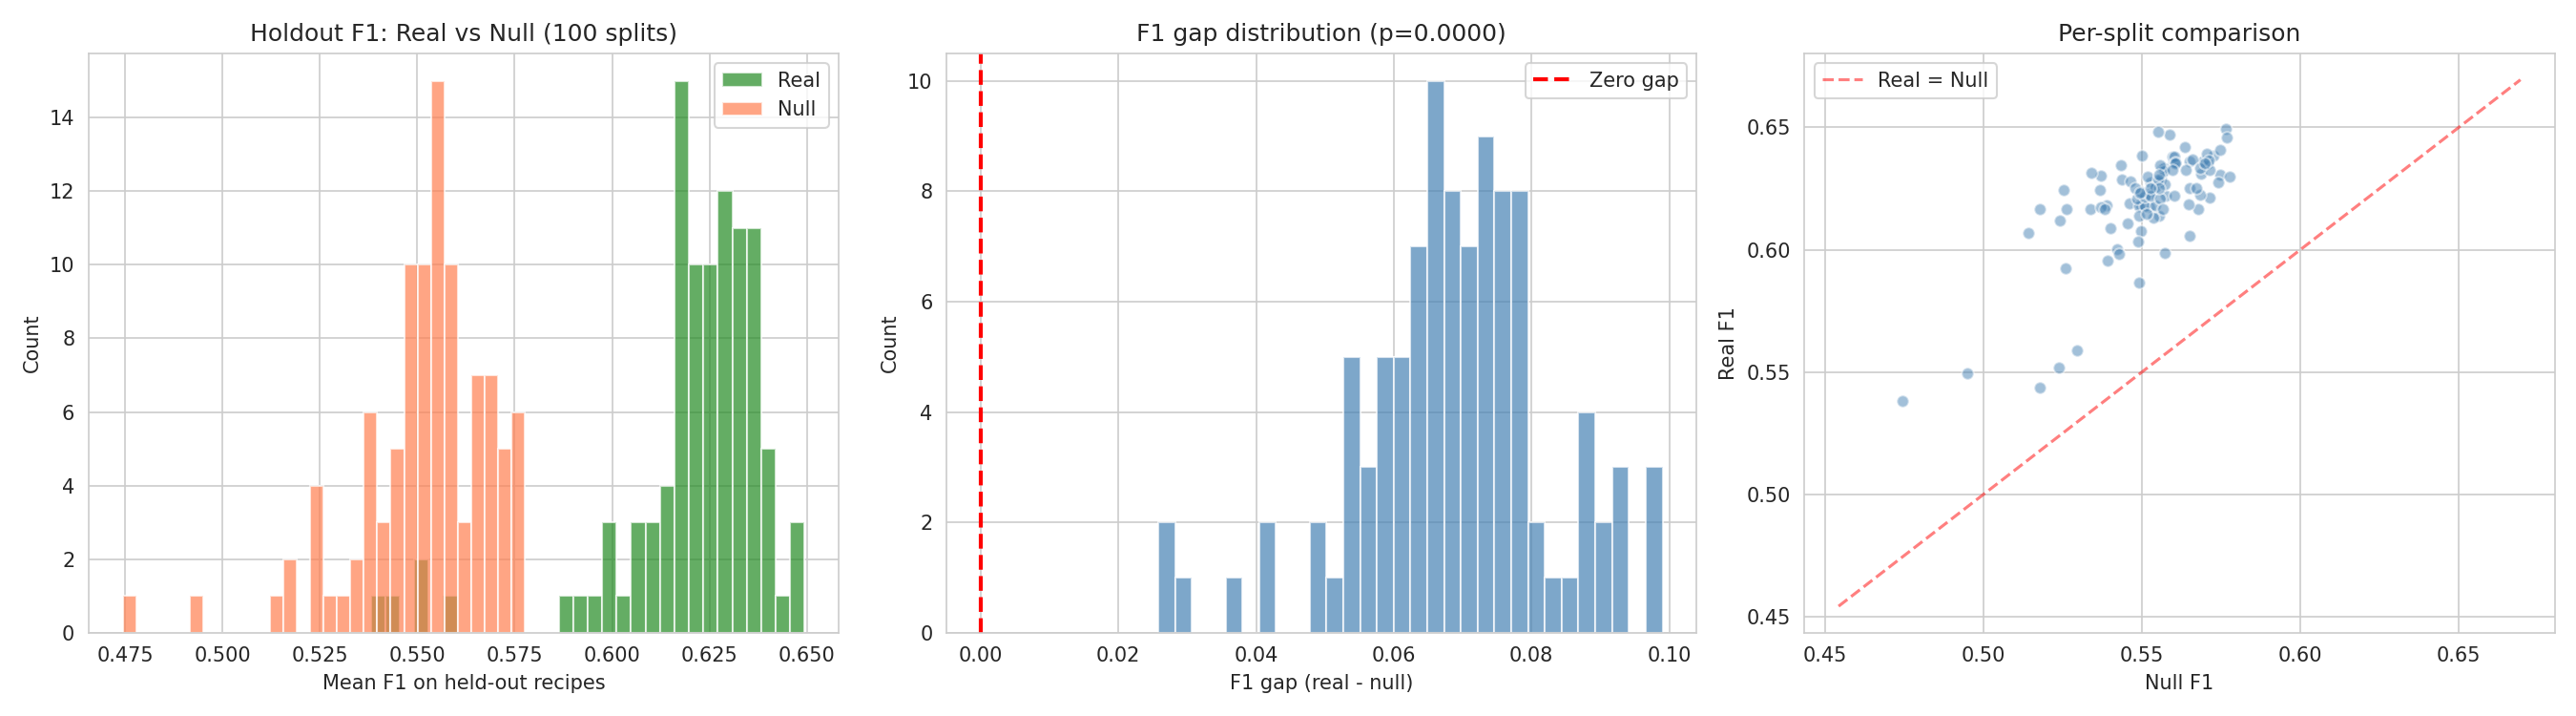 Holdout F1: Real vs Null (100 splits)
Real
Null
Count
14
12
10
8
6
4
2
0
0.475 0.500 0.525 0.550 0.575 0.600 0.625 0.650
Mean F1 on held-out recipes
F1 gap distribution (p=0.0000)
Zero gap
Count
10
8
6
4
2
0
0.00 0.02 0.04 0.06 0.08 0.10
F1 gap (real - null)
Per-split comparison
Real = Null
Real F1
0.65
0.60
0.55
0.50
0.45
0.45 0.50 0.55 0.60 0.65
Null F1